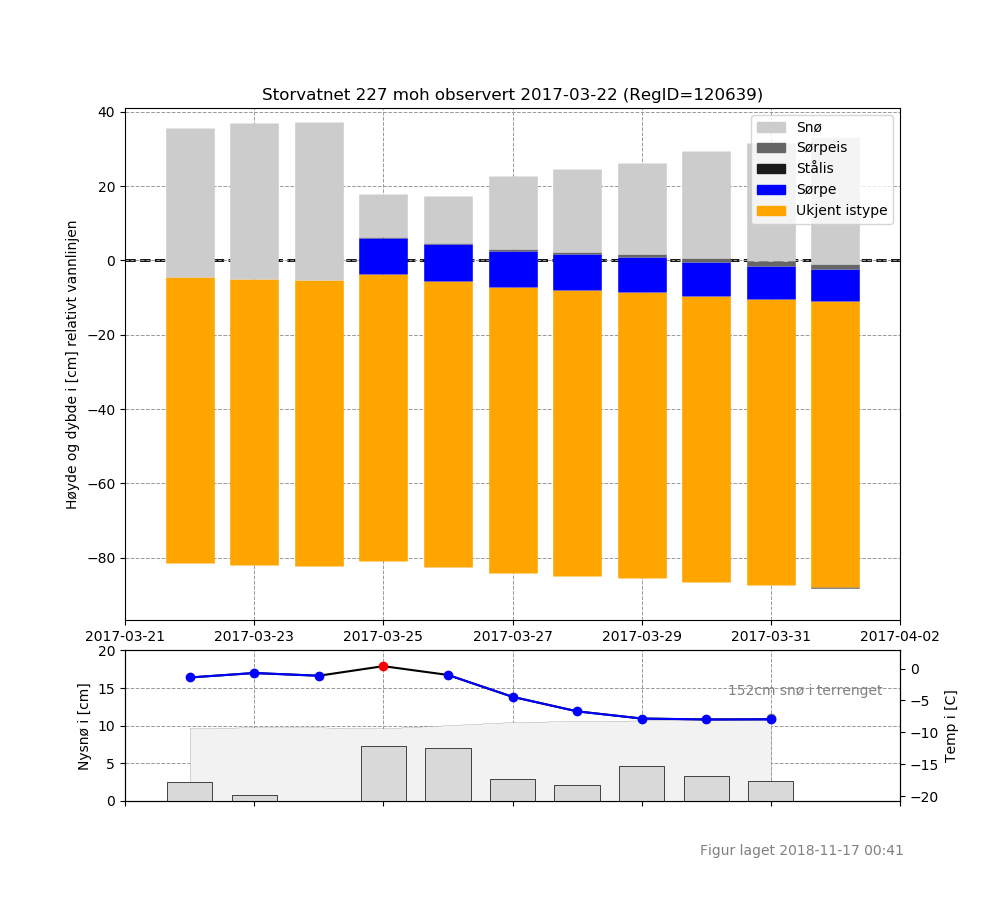 Storvatnet 227 moh observert 2017-03-22 (RegID=120639)
Høyde og dybde i [cm] relativt vannlinjen
40
20
0
−20
−40
−60
−80
Snø
Sørpeis
Stålis
Sørpe
Ukjent istype
2017-03-21 2017-03-23 2017-03-25 2017-03-27 2017-03-29 2017-03-31 2017-04-02
Nysnø i [cm]
20
15
10
5
0
152cm snø i terrenget
0
−5
−10
−15
−20
Temp i [C]
Figur laget 2018-11-17 00:41